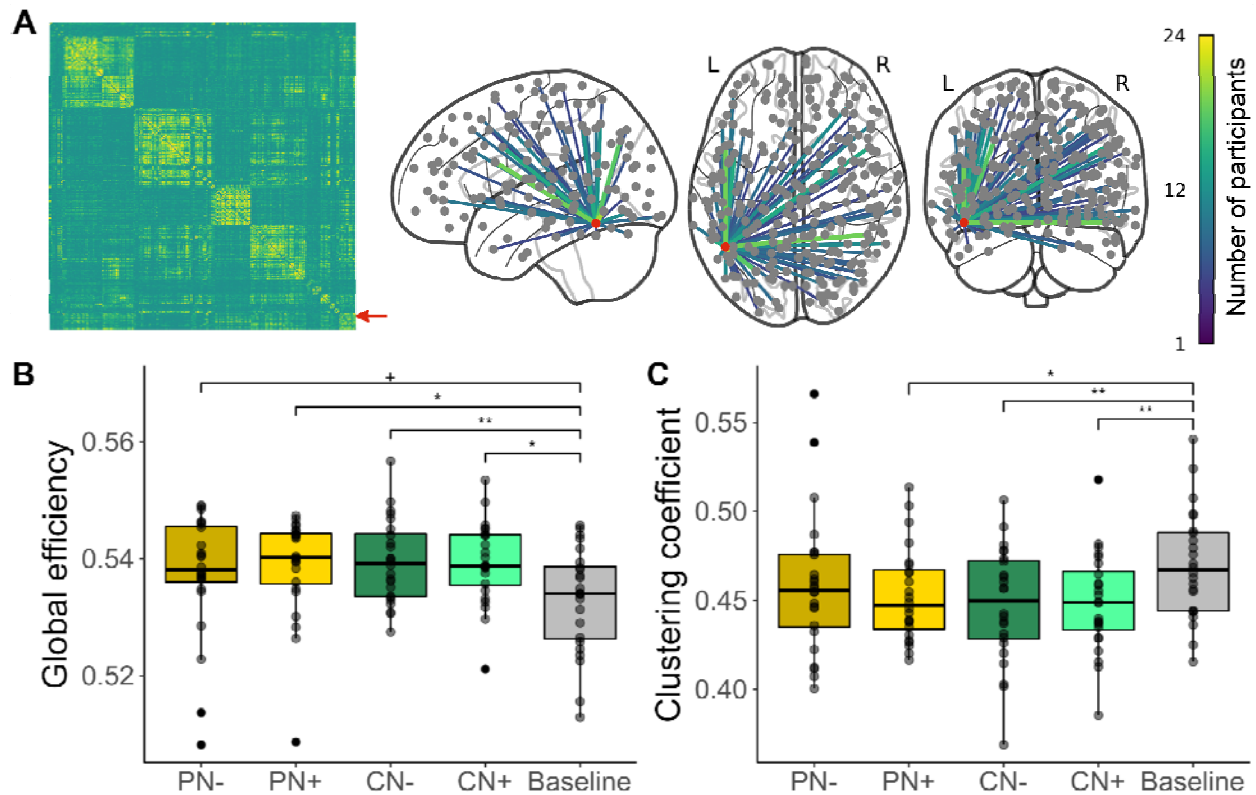 A
L
R
L
R
24
12
1
Number of participants
B
+
*
**
*
0.56
0.54
0.52
Global efficiency
PN-
PN+
CN-
CN+
Baseline
C
*
**
**
0.55
0.50
0.45
0.40
Clustering coefficient
PN-
PN+
CN-
CN+
Baseline